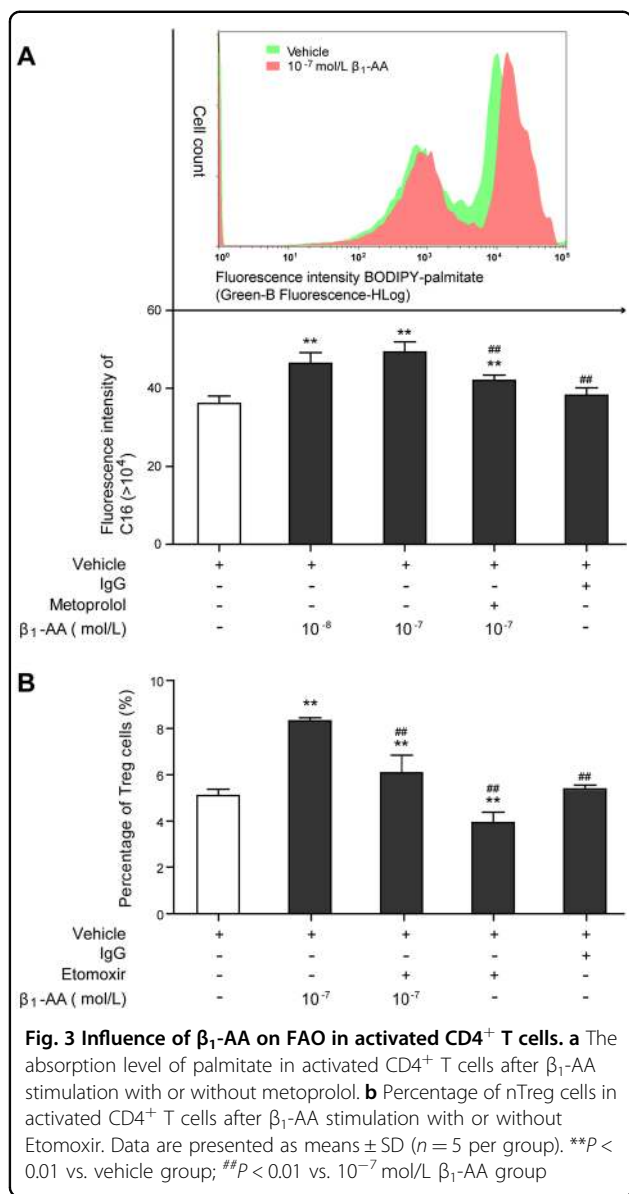 A
Vehicle
10⁻⁷ mol/L β₁-AA
Cell count
10⁰ 10¹ 10² 10³ 10⁴ 10⁵
Fluorescence intensity BODIPY-palmitate
(Green-B Fluorescence-HLog)
Fluorescence intensity of
C16 (>10⁴)
60
40
20
0
** ** ## ** ##
Vehicle + + + + +
IgG - - - - +
Metoprolol - - - + -
β₁-AA ( mol/L) - 10⁻⁸ 10⁻⁷ 10⁻⁷ -
B
Percentage of Treg cells (%)
10
8
6
4
2
0
** ## ** ## ** ##
Vehicle + + + + +
IgG - - - - +
Etomoxir - - + + -
β₁-AA ( mol/L) - 10⁻⁷ 10⁻⁷ - -
Fig. 3 Influence of β₁-AA on FAO in activated CD4⁺ T cells. a The
absorption level of palmitate in activated CD4⁺ T cells after β₁-AA
stimulation with or without metoprolol. b Percentage of nTreg cells in
activated CD4⁺ T cells after β₁-AA stimulation with or without
Etomoxir. Data are presented as means ± SD (n = 5 per group). **P <
0.01 vs. vehicle group; ##P < 0.01 vs. 10⁻⁷ mol/L β₁-AA group